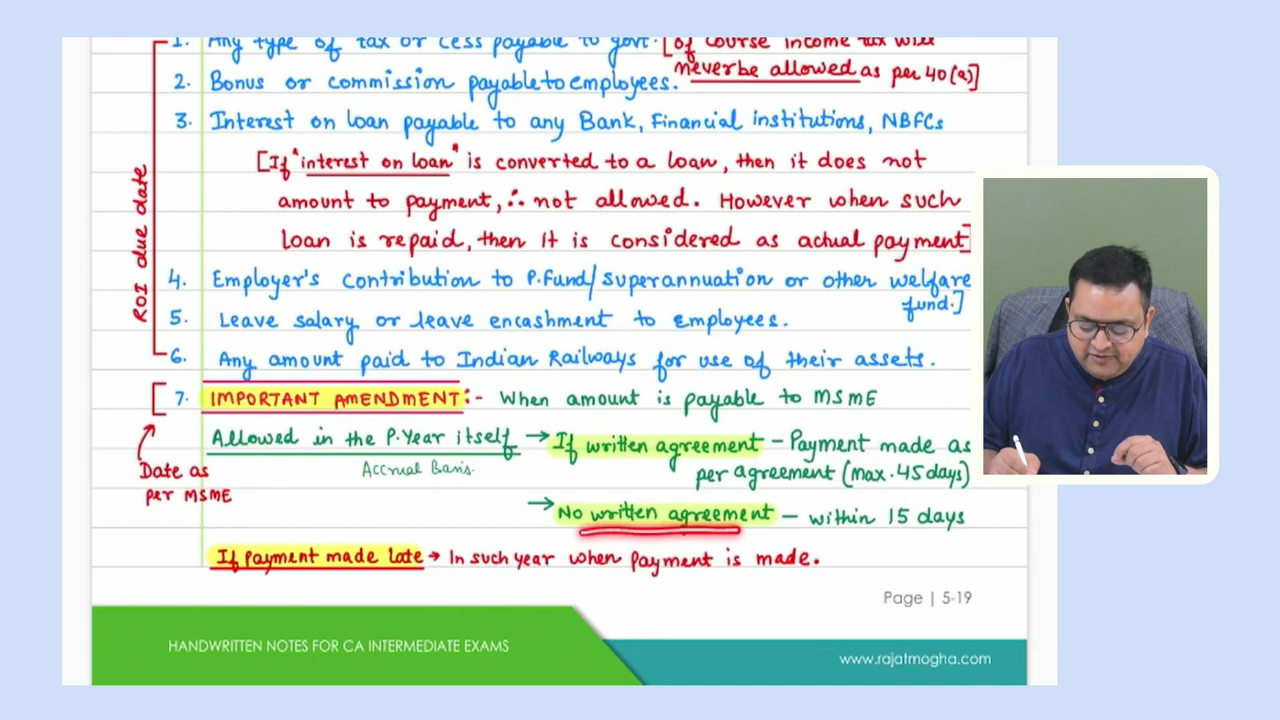 1. Any type of tax or cess payable to govt. [of course income tax will
never be allowed as per 40(a)]
2. Bonus or commission payable to employees.
3. Interest on loan payable to any Bank, Financial institutions, NBFCs
[If "interest on loan" is converted to a loan, then it does not
amount to payment, ∴ not allowed. However when such
loan is repaid, then it is considered as actual payment]
4. Employer's contribution to P.Fund/superannuation or other welfare
fund.]
5. Leave salary or leave encashment to employees.
6. Any amount paid to Indian Railways for use of their assets.
ROI due date
7. IMPORTANT AMENDMENT:- When amount is payable to MSME
Allowed in the P.Year itself → If written agreement - Payment made as
Accrual Basis.
per agreement (Max. 45 days)
Date as
per MSME
→ No written agreement - within 15 days
If payment made late → In such year when payment is made.
Page | 5-19
HANDWRITTEN NOTES FOR CA INTERMEDIATE EXAMS
www.rajatmogha.com